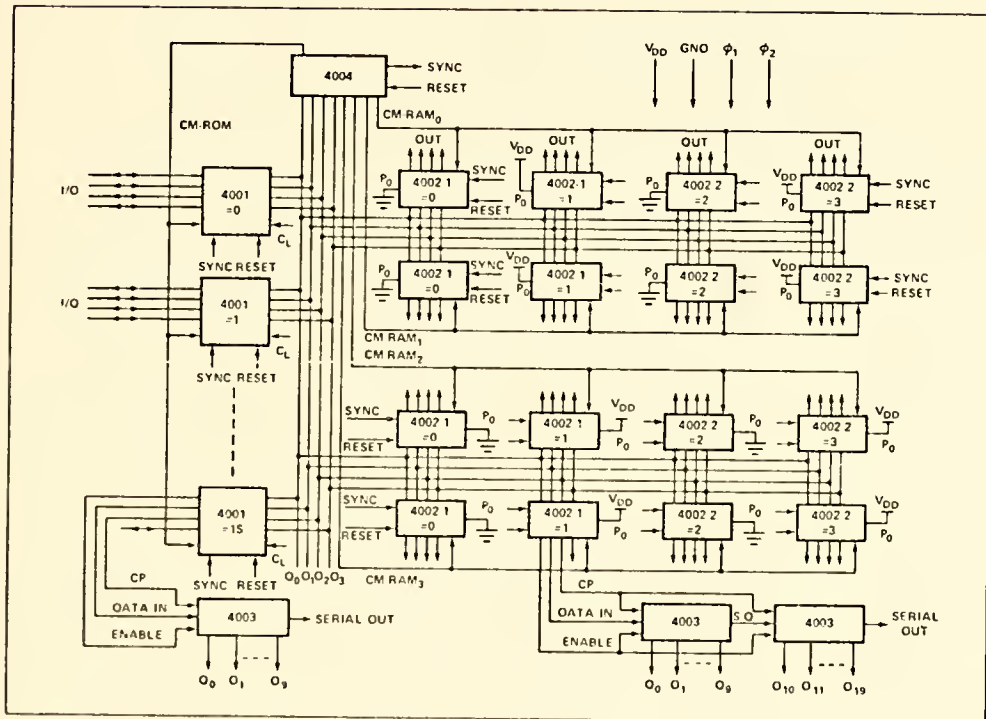 VDD GNO ϕ1 ϕ2
4004
SYNC
RESET
CM-ROM
CM-RAM0
OUT OUT OUT OUT
I/O
4001
=0
CL
SYNC RESET
P0
4002 1
=0
SYNC
RESET
VDD
P0
4002-1
=1
P0
4002 2
=2
VDD
P0
4002 2
=3
SYNC
RESET
I/O
4001
=1
CL
SYNC RESET
P0
4002 1
=0
SYNC
RESET
VDD
P0
4002 1
=1
P0
4002 2
=2
VDD
P0
4002 2
=3
SYNC
RESET
CM RAM1
CM RAM2
SYNC
RESET
4002 1
=0
P0
4002 1
=1
VDD
P0
4002 2
=2
P0
4002 2
=3
VDD
P0
4001
=1S
CL
SYNC RESET
O0 O1 O2 O3
SYNC
RESET
4002 1
=0
P0
4002 1
=1
VDD
P0
4002 2
=2
P0
4002 2
=3
VDD
P0
CM RAM3
CP
OATA IN
ENABLE
4003
SERIAL OUT
O0 O1 O9
CP
OATA IN
ENABLE
4003
S O
4003
SERIAL
OUT
O0 O1 O9
O10 O11 O19